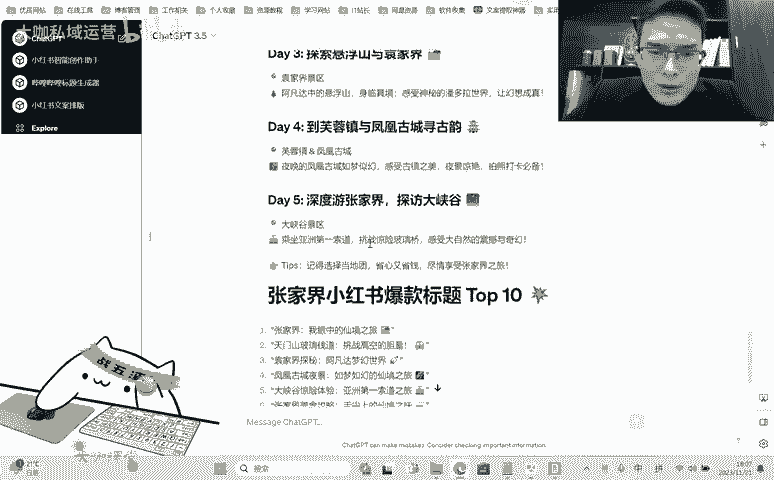 优质网站 在线工具 博客管理 工作相关 个人收藏 资源教程 学习网站 IT站长 网盘资源 软件收集 文案提取神器
大咖私域运营
ChatGPT
ChatGPT 3.5
小红书智能创作助手
哔哩哔哩标题生成器
小红书文案排版
Explore
Day 3: 探索悬浮山与袁家界
袁家界景区
阿凡达中的悬浮山，身临其境；感受神秘的潘多拉世界，让幻想成真！
Day 4: 到芙蓉镇与凤凰古城寻古韵
芙蓉镇＆凤凰古城
夜晚的凤凰古城如梦似幻，感受古镇之美，夜景惊艳，拍照打卡必备！
Day 5: 深度游张家界，探访大峡谷
大峡谷景区
乘坐亚洲第一索道，挑战惊险玻璃桥，感受大自然的震撼与奇幻！
Tips：记得选择当地团，省心又省钱，尽情享受张家界之旅！
张家界小红书爆款标题 Top 10
1. "张家界：我眼中的仙境之旅"
2. "天门山玻璃栈道：挑战高空的胆量！"
3. "袁家界探秘：阿凡达梦幻世界"
4. "凤凰古城夜景：如梦如幻的仙境之旅"
5. "大峡谷惊险体验：亚洲第一索道之旅"
Message ChatGPT...
ChatGPT can make mistakes. Consider checking important information.
21°C
搜索
中
拼
18:07
2023/11/21